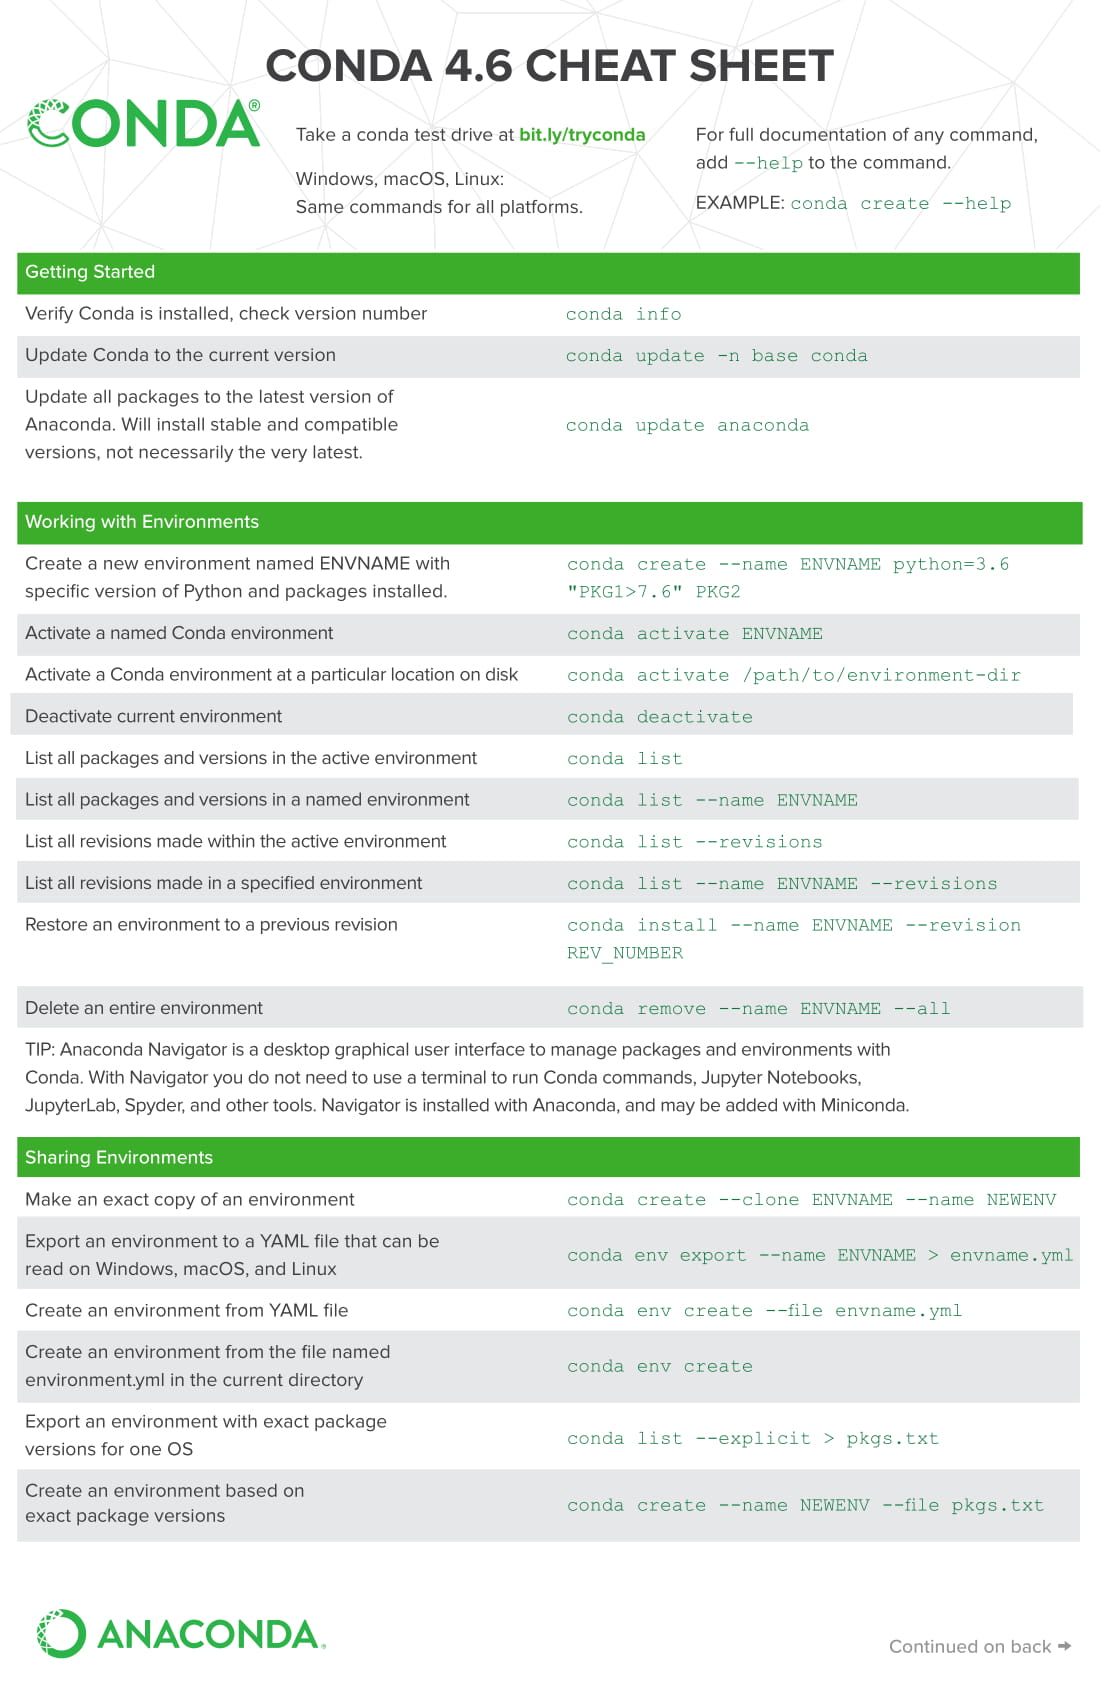 CONDA 4.6 CHEAT SHEET
CONDA®
Take a conda test drive at bit.ly/tryconda
Windows, macOS, Linux:
Same commands for all platforms.
For full documentation of any command,
add --help to the command.
EXAMPLE: conda create --help
Getting Started
Verify Conda is installed, check version number
conda info
Update Conda to the current version
conda update -n base conda
Update all packages to the latest version of
Anaconda. Will install stable and compatible
versions, not necessarily the very latest.
conda update anaconda
Working with Environments
Create a new environment named ENVNAME with
specific version of Python and packages installed.
conda create --name ENVNAME python=3.6
"PKG1>7.6" PKG2
Activate a named Conda environment
conda activate ENVNAME
Activate a Conda environment at a particular location on disk
conda activate /path/to/environment-dir
Deactivate current environment
conda deactivate
List all packages and versions in the active environment
conda list
List all packages and versions in a named environment
conda list --name ENVNAME
List all revisions made within the active environment
conda list --revisions
List all revisions made in a specified environment
conda list --name ENVNAME --revisions
Restore an environment to a previous revision
conda install --name ENVNAME --revision
REV_NUMBER
Delete an entire environment
conda remove --name ENVNAME --all
TIP: Anaconda Navigator is a desktop graphical user interface to manage packages and environments with
Conda. With Navigator you do not need to use a terminal to run Conda commands, Jupyter Notebooks,
JupyterLab, Spyder, and other tools. Navigator is installed with Anaconda, and may be added with Miniconda.
Sharing Environments
Make an exact copy of an environment
conda create --clone ENVNAME --name NEWENV
Export an environment to a YAML file that can be
read on Windows, macOS, and Linux
conda env export --name ENVNAME > envname.yml
Create an environment from YAML file
conda env create --file envname.yml
Create an environment from the file named
environment.yml in the current directory
conda env create
Export an environment with exact package
versions for one OS
conda list --explicit > pkgs.txt
Create an environment based on
exact package versions
conda create --name NEWENV --file pkgs.txt
ANACONDA®
Continued on back ➞